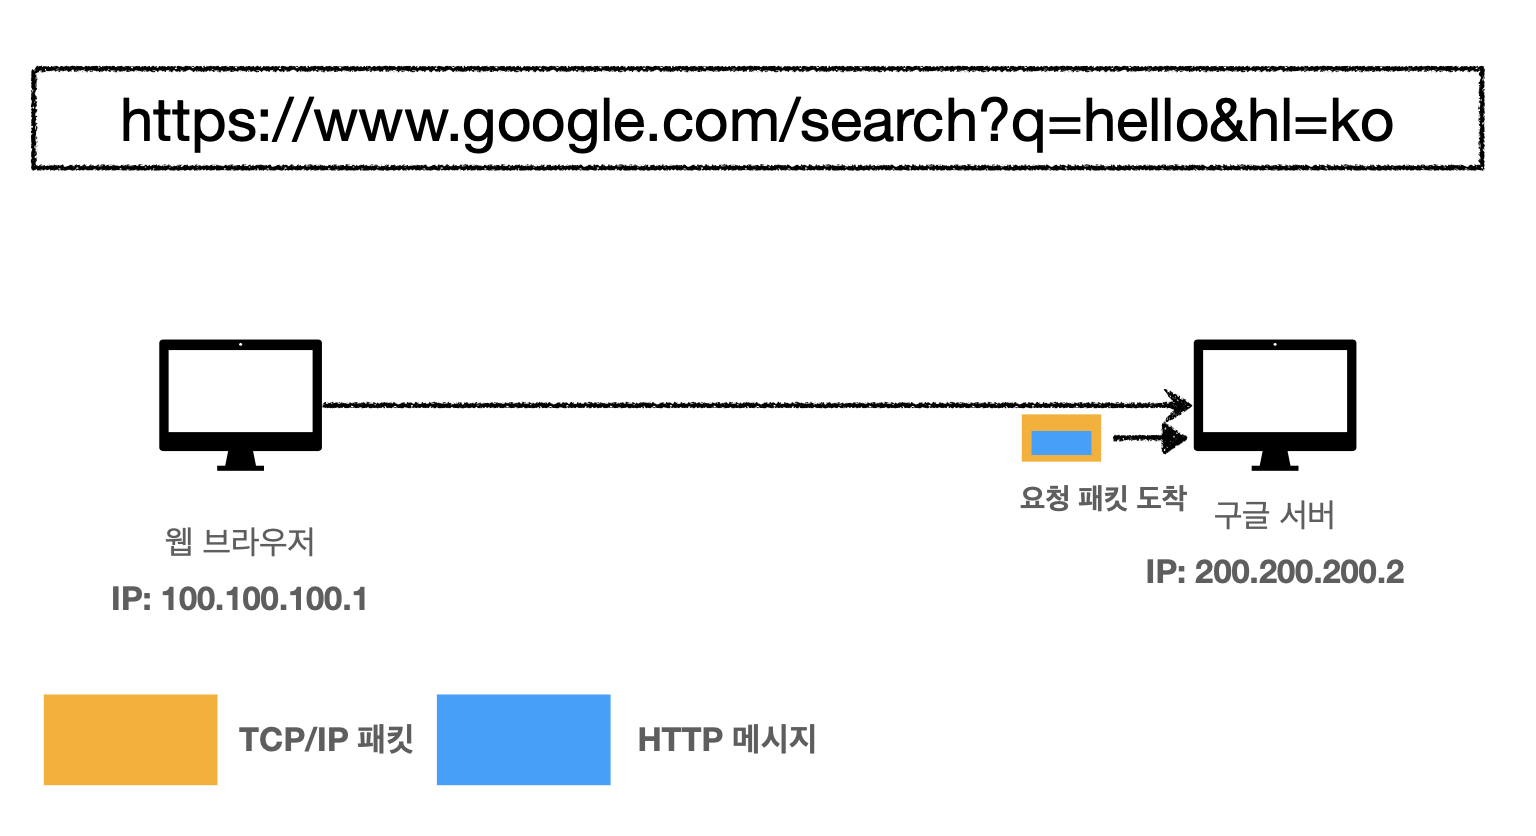 https://www.google.com/search?q=hello&hl=ko
요청 패킷 도착
웹 브라우저
구글 서버
IP: 100.100.100.1
IP: 200.200.200.2
TCP/IP 패킷
HTTP 메시지